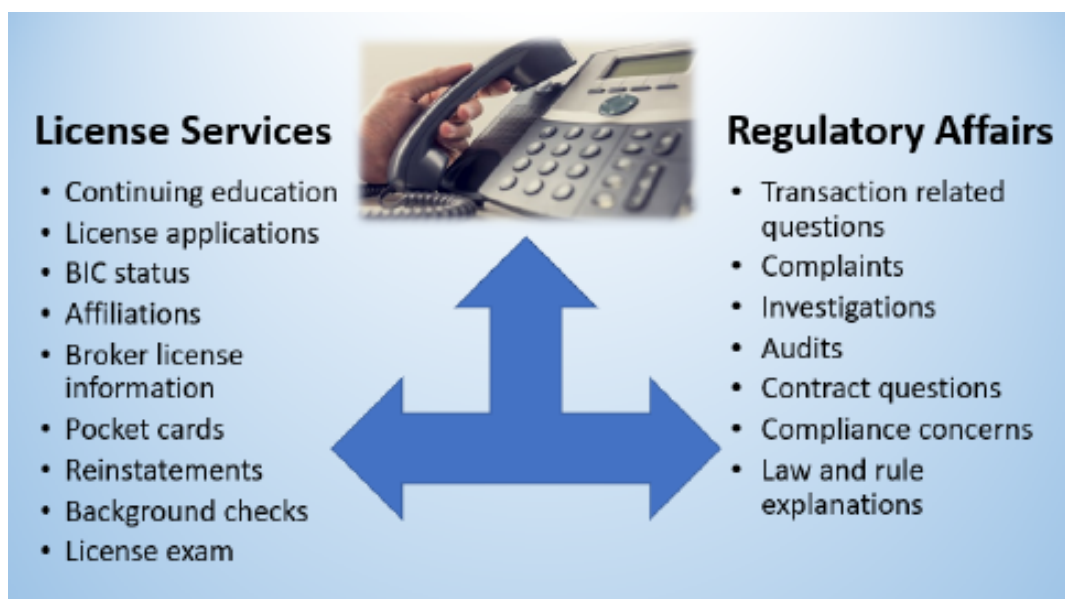 License Services
• Continuing education
• License applications
• BIC status
• Affiliations
• Broker license
information
• Pocket cards
• Reinstatements
• Background checks
• License exam
Regulatory Affairs
• Transaction related
questions
• Complaints
• Investigations
• Audits
• Contract questions
• Compliance concerns
• Law and rule
explanations